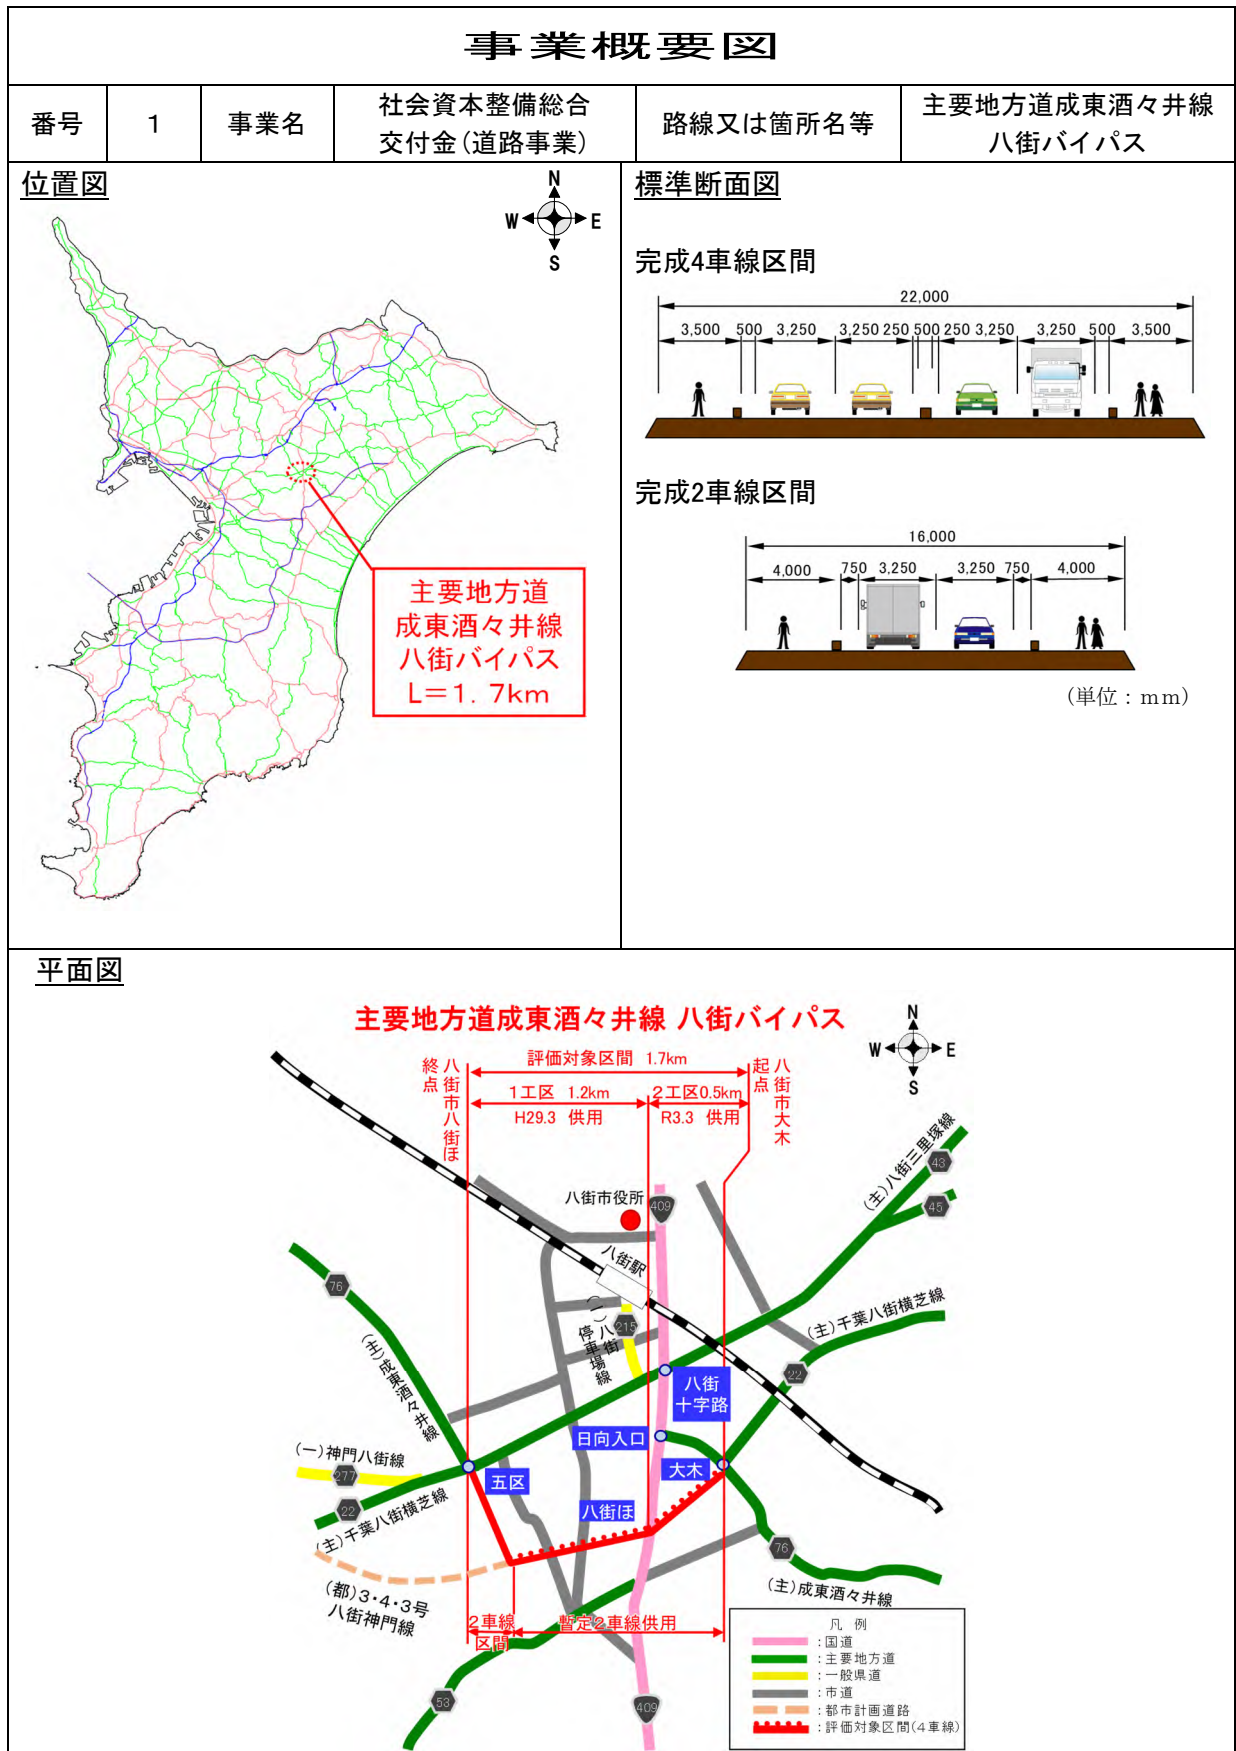 事業概要図
番号
1
事業名
社会資本整備総合
交付金(道路事業)
路線又は箇所名等
主要地方道成東酒々井線
八街バイパス
位置図
N
W
E
S
主要地方道
成東酒々井線
八街バイパス
L=1.7km
標準断面図
完成4車線区間
22,000
3,500 500 3,250 3,250 250 500 250 3,250 3,250 500 3,500
完成2車線区間
16,000
4,000 750 3,250 3,250 750 4,000
(単位:mm)
平面図
主要地方道成東酒々井線 八街バイパス
N
W
E
S
評価対象区間 1.7km
終点
八街市八街ほ
起点
八街市大木
1工区 1.2km
H29.3 供用
2工区0.5km
R3.3 供用
八街市役所
409
八街駅
(主)八街三里塚線
43
45
76
(主)成東酒々井線
215
(一)八街
停車場線
(主)千葉八街横芝線
22
八街
十字路
日向入口
大木
(一)神門八街線
277
五区
22
(主)千葉八街横芝線
八街ほ
76
(主)成東酒々井線
(都)3・4・3号
八街神門線
2車線
区間
暫定2車線供用
53
409
凡 例
:国道
:主要地方道
:一般県道
:市道
:都市計画道路
:評価対象区間(4車線)